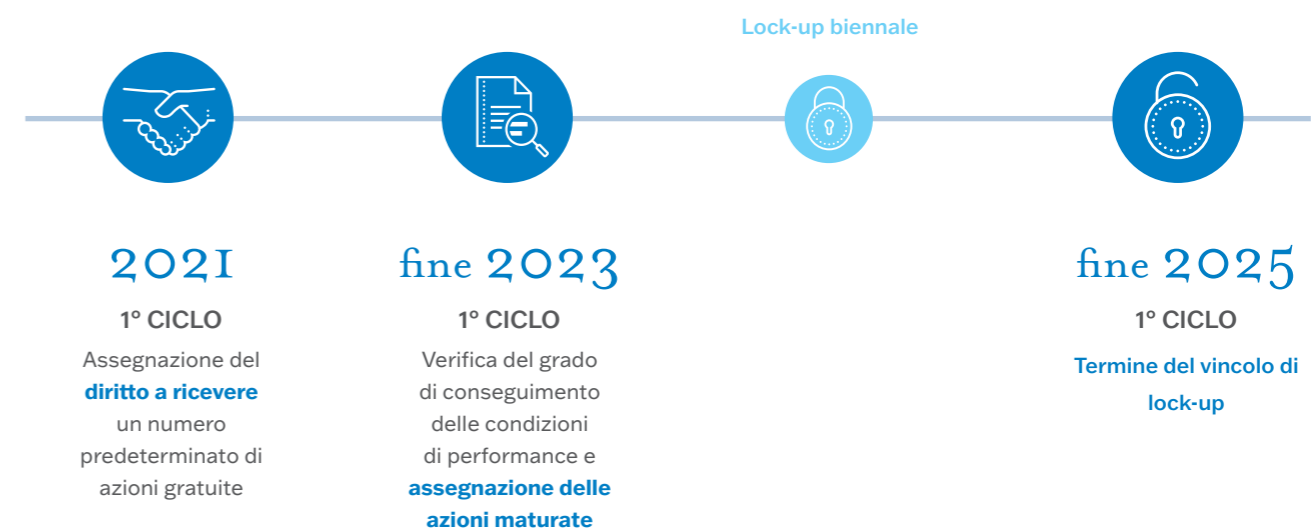 Lock-up biennale
2021
1° CICLO
Assegnazione del
diritto a ricevere
un numero
predeterminato di
azioni gratuite
fine 2023
1° CICLO
Verifica del grado
di conseguimento
delle condizioni
di performance e
assegnazione delle
azioni maturate
fine 2025
1° CICLO
Termine del vincolo di
lock-up